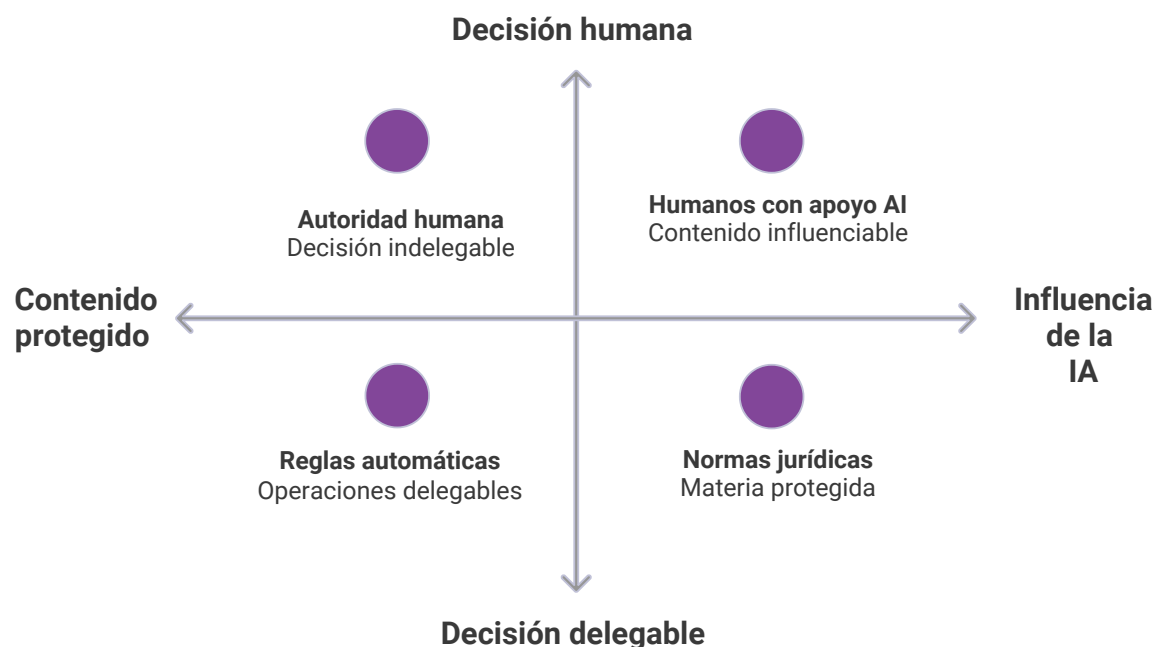 Decisión humana
Autoridad humana
Decisión indelegable
Humanos con apoyo AI
Contenido influenciable
Contenido
protegido
Influencia
de la
IA
Reglas automáticas
Operaciones delegables
Normas jurídicas
Materia protegida
Decisión delegable